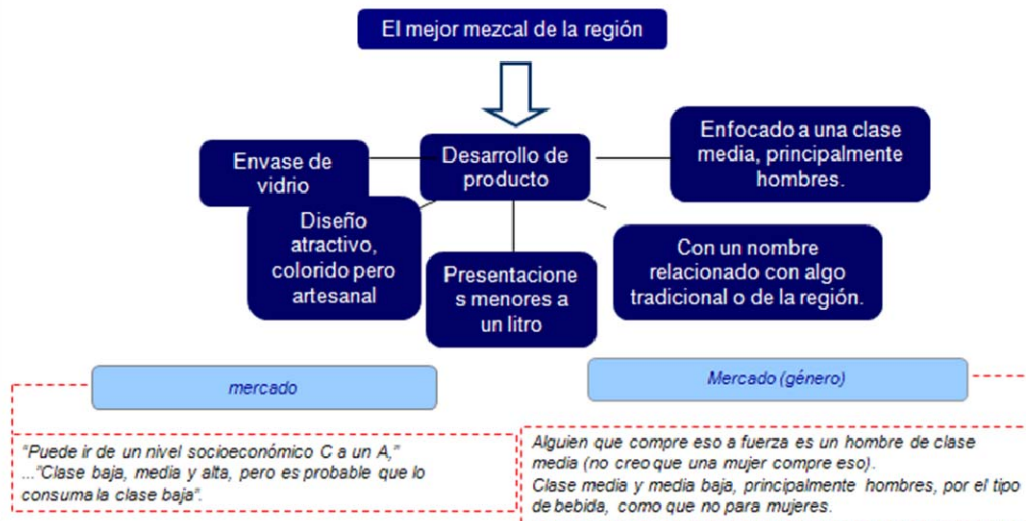 El mejor mezcal de la región
Envase de
vidrio
Desarrollo de
producto
Enfocado a una clase
media, principalmente
hombres.
Diseño
atractivo,
colorido pero
artesanal
Presentacione
s menores a
un litro
Con un nombre
relacionado con algo
tradicional o de la región.
mercado
"Puede ir de un nivel socioeconómico C a un A,"
..."Clase baja, media y alta, pero es probable que lo
consuma la clase baja".
Mercado (género)
Alguien que compre eso a fuerza es un hombre de clase
media (no creo que una mujer compre eso).
Clase media y media baja, principalmente hombres, por el tipo
de bebida, como que no para mujeres.